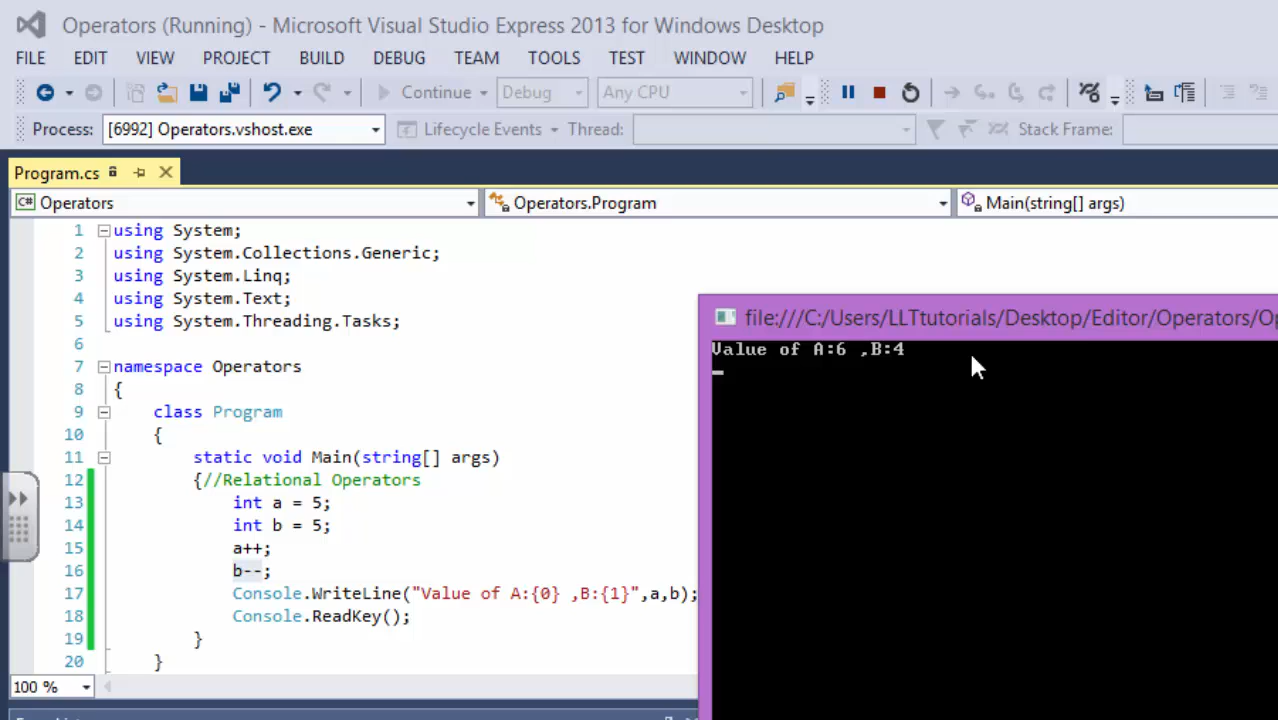 Operators (Running) - Microsoft Visual Studio Express 2013 for Windows Desktop
FILE EDIT VIEW PROJECT BUILD DEBUG TEAM TOOLS TEST WINDOW HELP
Continue Debug Any CPU
Process: [6992] Operators.vshost.exe Lifecycle Events Thread: Stack Frame:
Program.cs
Operators Operators.Program Main(string[] args)
1 using System;
2 using System.Collections.Generic;
3 using System.Linq;
4 using System.Text;
5 using System.Threading.Tasks;
6
7 namespace Operators
8 {
9 class Program
10 {
11 static void Main(string[] args)
12 {//Relational Operators
13 int a = 5;
14 int b = 5;
15 a++;
16 b--;
17 Console.WriteLine("Value of A:{0} ,B:{1}",a,b);
18 Console.ReadKey();
19 }
20 }
100 %
file:///C:/Users/LLTtutorials/Desktop/Editor/Operators/Op
Value of A:6 ,B:4